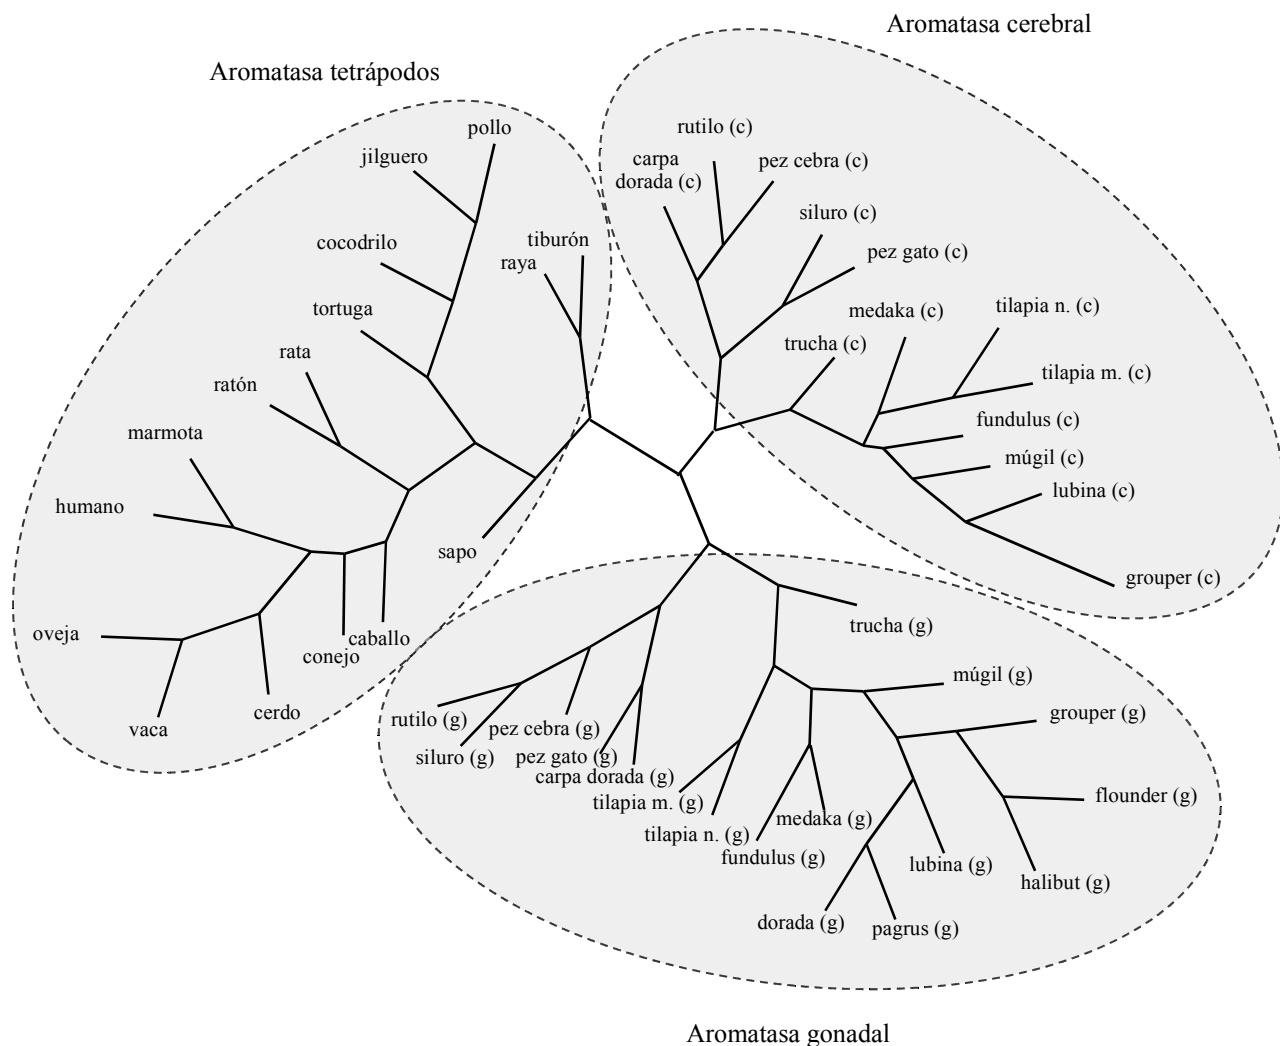 Aromatasa cerebral
Aromatasa tetrápodos
pollo
jilguero
cocodrilo
tiburón
raya
tortuga
rata
ratón
marmota
humano
sapo
oveja
conejo
caballo
cerdo
vaca
rutilo (c)
carpa
dorada (c)
pez cebra (c)
siluro (c)
pez gato (c)
medaka (c)
tilapia n. (c)
trucha (c)
tilapia m. (c)
fundulus (c)
múgil (c)
lubina (c)
grouper (c)
trucha (g)
múgil (g)
rutilo (g)
pez cebra (g)
siluro (g)
pez gato (g)
carpa dorada (g)
tilapia m. (g)
tilapia n. (g)
medaka (g)
fundulus (g)
grouper (g)
flounder (g)
lubina (g)
halibut (g)
dorada (g)
pagrus (g)
Aromatasa gonadal